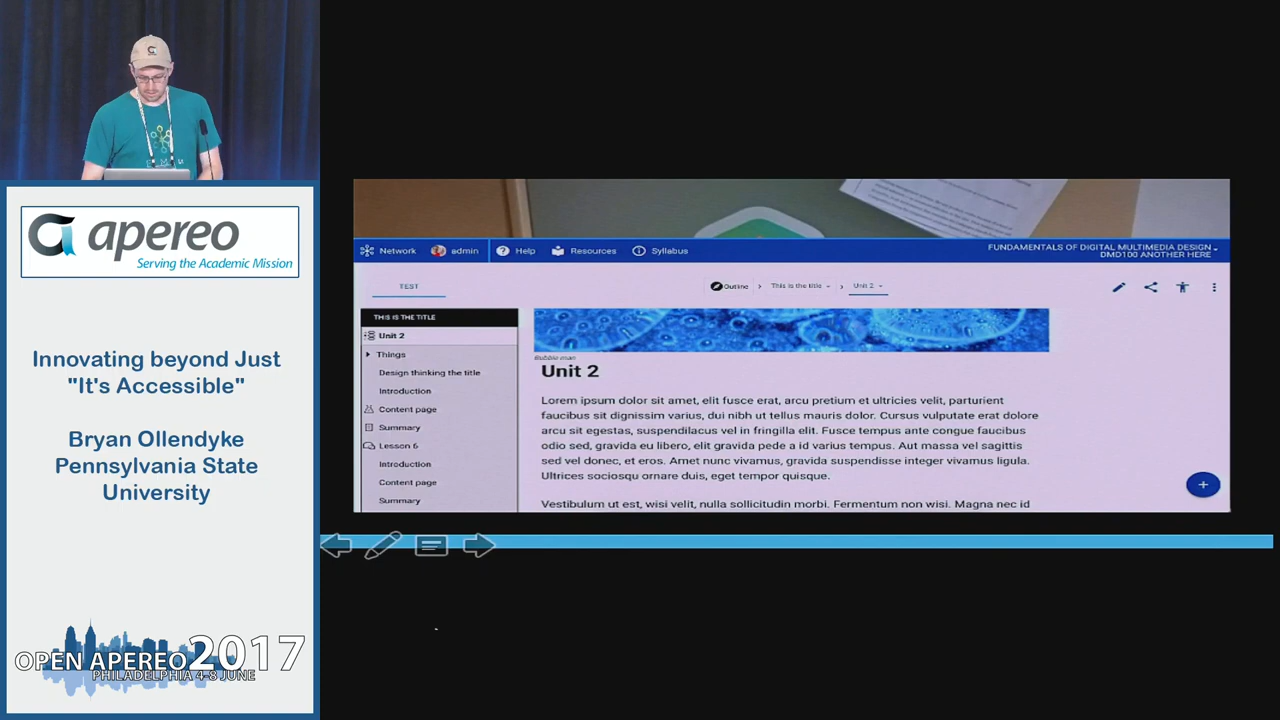 apereo
Serving the Academic Mission
Innovating beyond Just
"It's Accessible"
Bryan Ollendyke
Pennsylvania State
University
OPEN APEREO 2017
PHILADELPHIA 4-8 JUNE
Network
admin
Help
Resources
Syllabus
FUNDAMENTALS OF DIGITAL MULTIMEDIA DESIGN
DMD100 ANOTHER HERE
TEST
Outline
This is the title
Unit 2
THIS IS THE TITLE
Unit 2
Things
Design thinking the title
Introduction
Content page
Summary
Lesson 6
Introduction
Content page
Summary
Bubble man
Unit 2
Lorem ipsum dolor sit amet, elit fusce erat, arcu pretium et ultricies velit, parturient
faucibus sit dignissim varius, dui nibh ut tellus mauris dolor. Cursus vulputate erat dolore
arcu sit egestas, suspendilacus vel in fringilla elit. Fusce tempus ante congue faucibus
odio sed, gravida eu libero, elit gravida pede a id varius tempus. Aut massa vel sagittis
sed vel donec, et eros. Amet nunc vivamus, gravida suspendisse integer vivamus ligula.
Ultrices sociosqu ornare duis, eget tempor quisque.
Vestibulum ut est, wisi velit, nulla sollicitudin morbi. Fermentum non wisi. Magna nec id